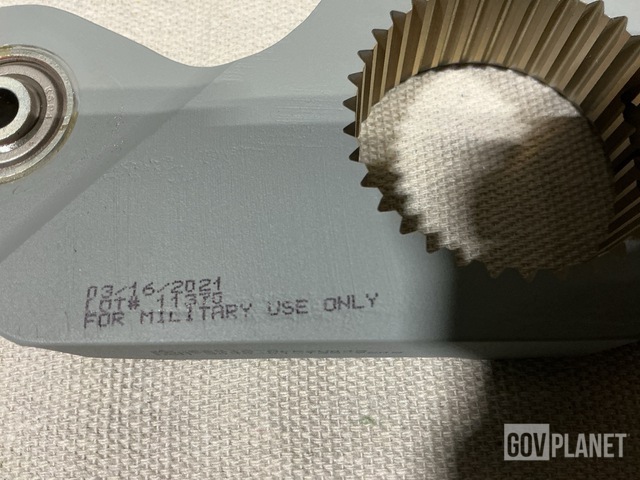 03/16/2021
LOT# 11370
FOR MILITARY USE ONLY
GOVPLANET